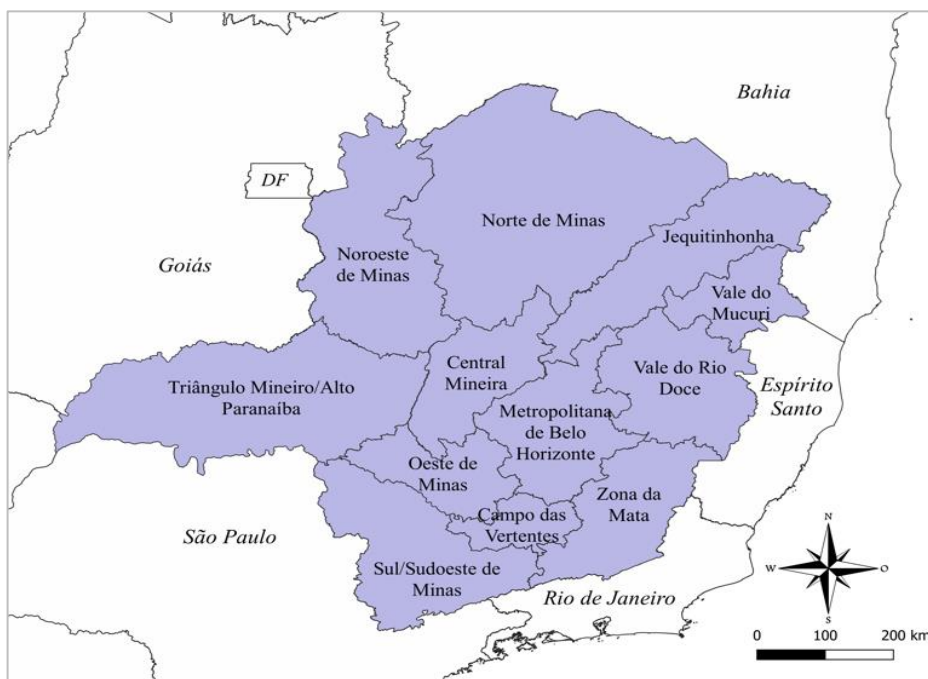 Bahia
DF
Norte de Minas
Jequitinhonha
Goiás
Noroeste
de Minas
Vale do
Mucuri
Central
Mineira
Vale do Rio
Doce
Triângulo Mineiro/Alto
Paranaíba
Espírito
Santo
Metropolitana
de Belo
Horizonte
Oeste de
Minas
Zona da
Mata
Campo das
Vertentes
São Paulo
Sul/Sudoeste de
Minas
Rio de Janeiro
N
W
O
S
0 100 200 km